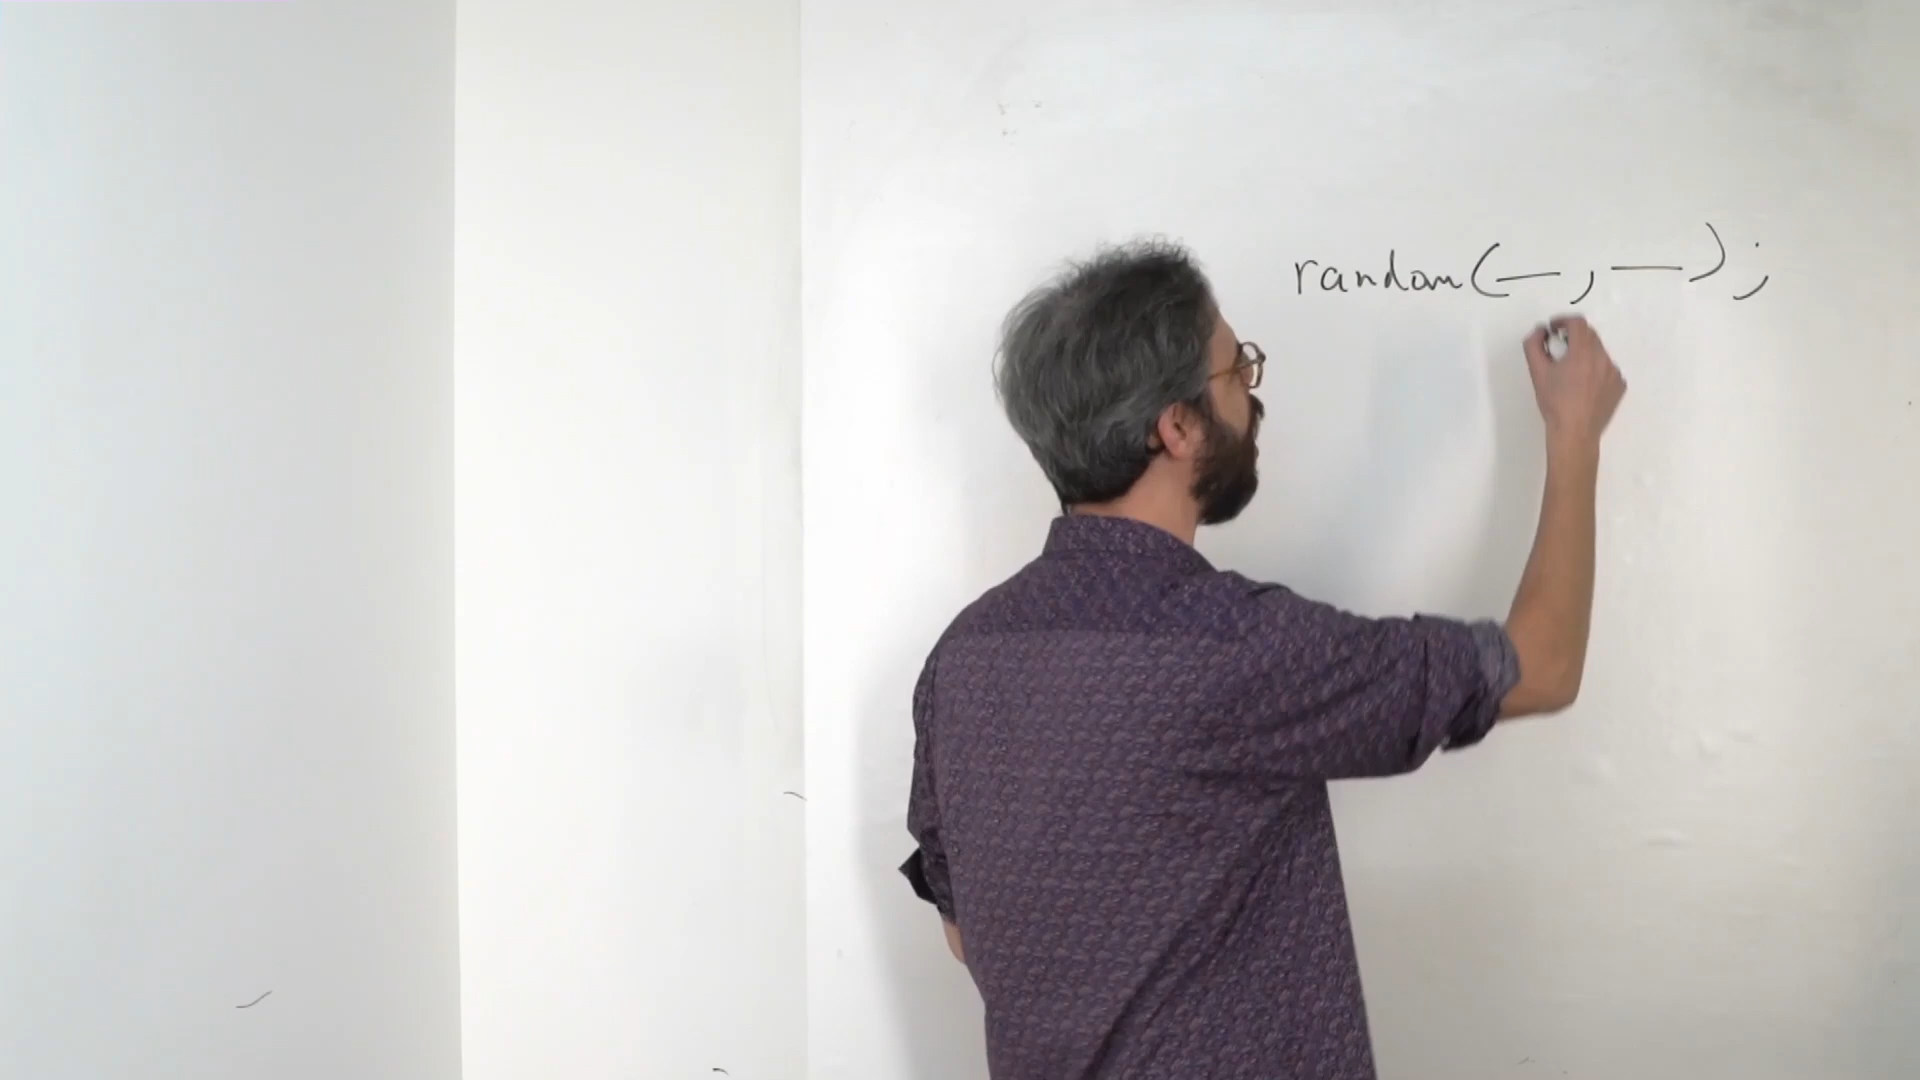 random(—, —);